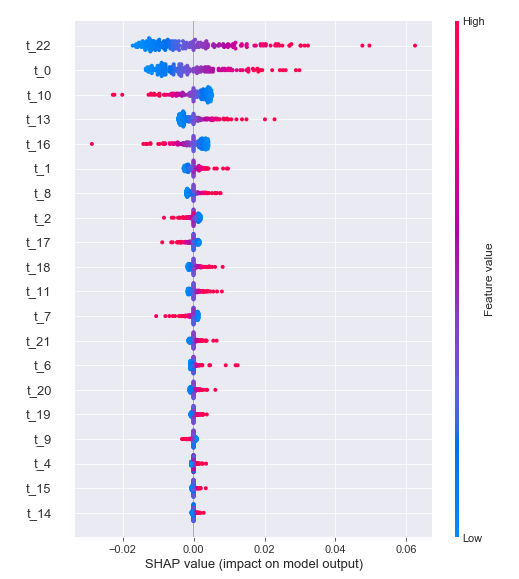 High
t_22
t_0
t_10
t_13
t_16
t_1
t_8
t_2
t_17
t_18
t_11
t_7
t_21
t_6
t_20
t_19
t_9
t_4
t_15
t_14
Feature value
Low
−0.02 0.00 0.02 0.04 0.06
SHAP value (impact on model output)